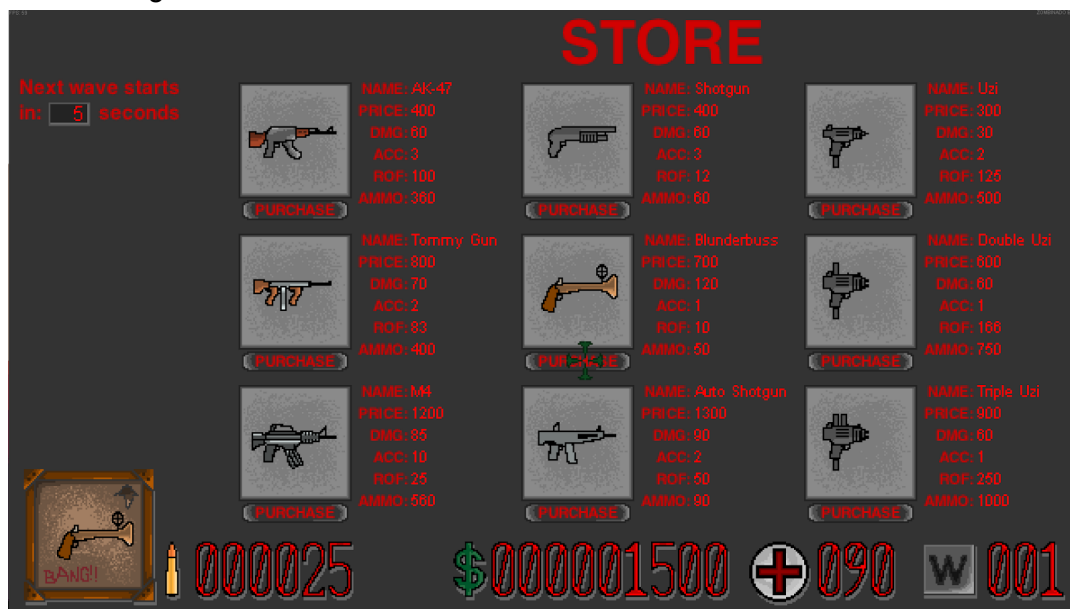 STORE
Next wave starts
in: 5 seconds
NAME: AK-47
PRICE: 400
DMG: 60
ACC: 3
ROF: 100
AMMO: 360
PURCHASE
NAME: Shotgun
PRICE: 400
DMG: 60
ACC: 3
ROF: 12
AMMO: 60
PURCHASE
NAME: Uzi
PRICE: 300
DMG: 30
ACC: 2
ROF: 125
AMMO: 500
PURCHASE
NAME: Tommy Gun
PRICE: 800
DMG: 70
ACC: 2
ROF: 83
AMMO: 400
PURCHASE
NAME: Blunderbuss
PRICE: 700
DMG: 120
ACC: 1
ROF: 10
AMMO: 50
NAME: Double Uzi
PRICE: 600
DMG: 60
ACC: 1
ROF: 166
AMMO: 750
PURCHASE
NAME: M4
PRICE: 1200
DMG: 85
ACC: 10
ROF: 25
AMMO: 560
PURCHASE
NAME: Auto Shotgun
PRICE: 1300
DMG: 90
ACC: 2
ROF: 50
AMMO: 90
PURCHASE
NAME: Triple Uzi
PRICE: 900
DMG: 60
ACC: 1
ROF: 250
AMMO: 1000
PURCHASE
BANG!!
000025 $000001500 090 W 001